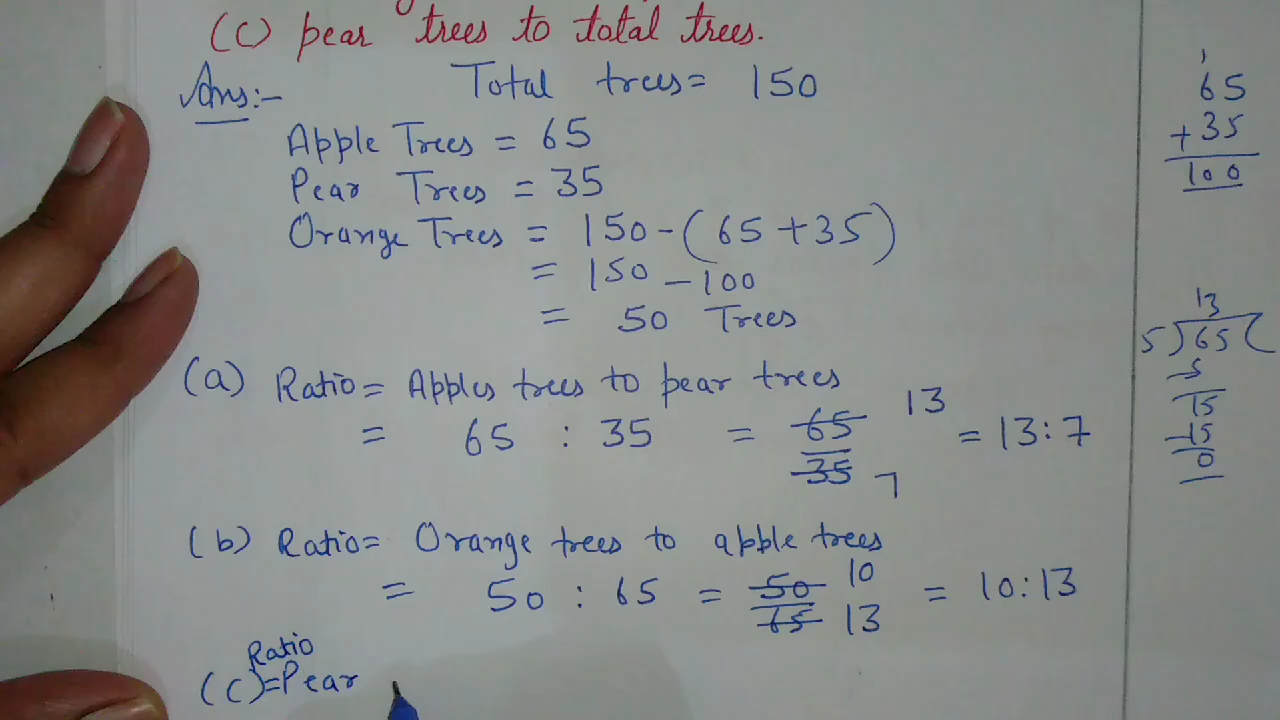 (c) pear trees to total trees.
Ans:- Total trees= 150
Apple Trees = 65
Pear Trees = 35
Orange Trees = 150-(65+35)
= 150-100
= 50 Trees
(a) Ratio= Apples trees to pear trees
= 65 : 35 = 65/35 13 7 = 13:7
(b) Ratio= Orange trees to apple trees
= 50 : 65 = 50/65 10 13 = 10:13
Ratio
(c)=Pear
1
65
+35
100
13
5)65(
5
15
-15
0